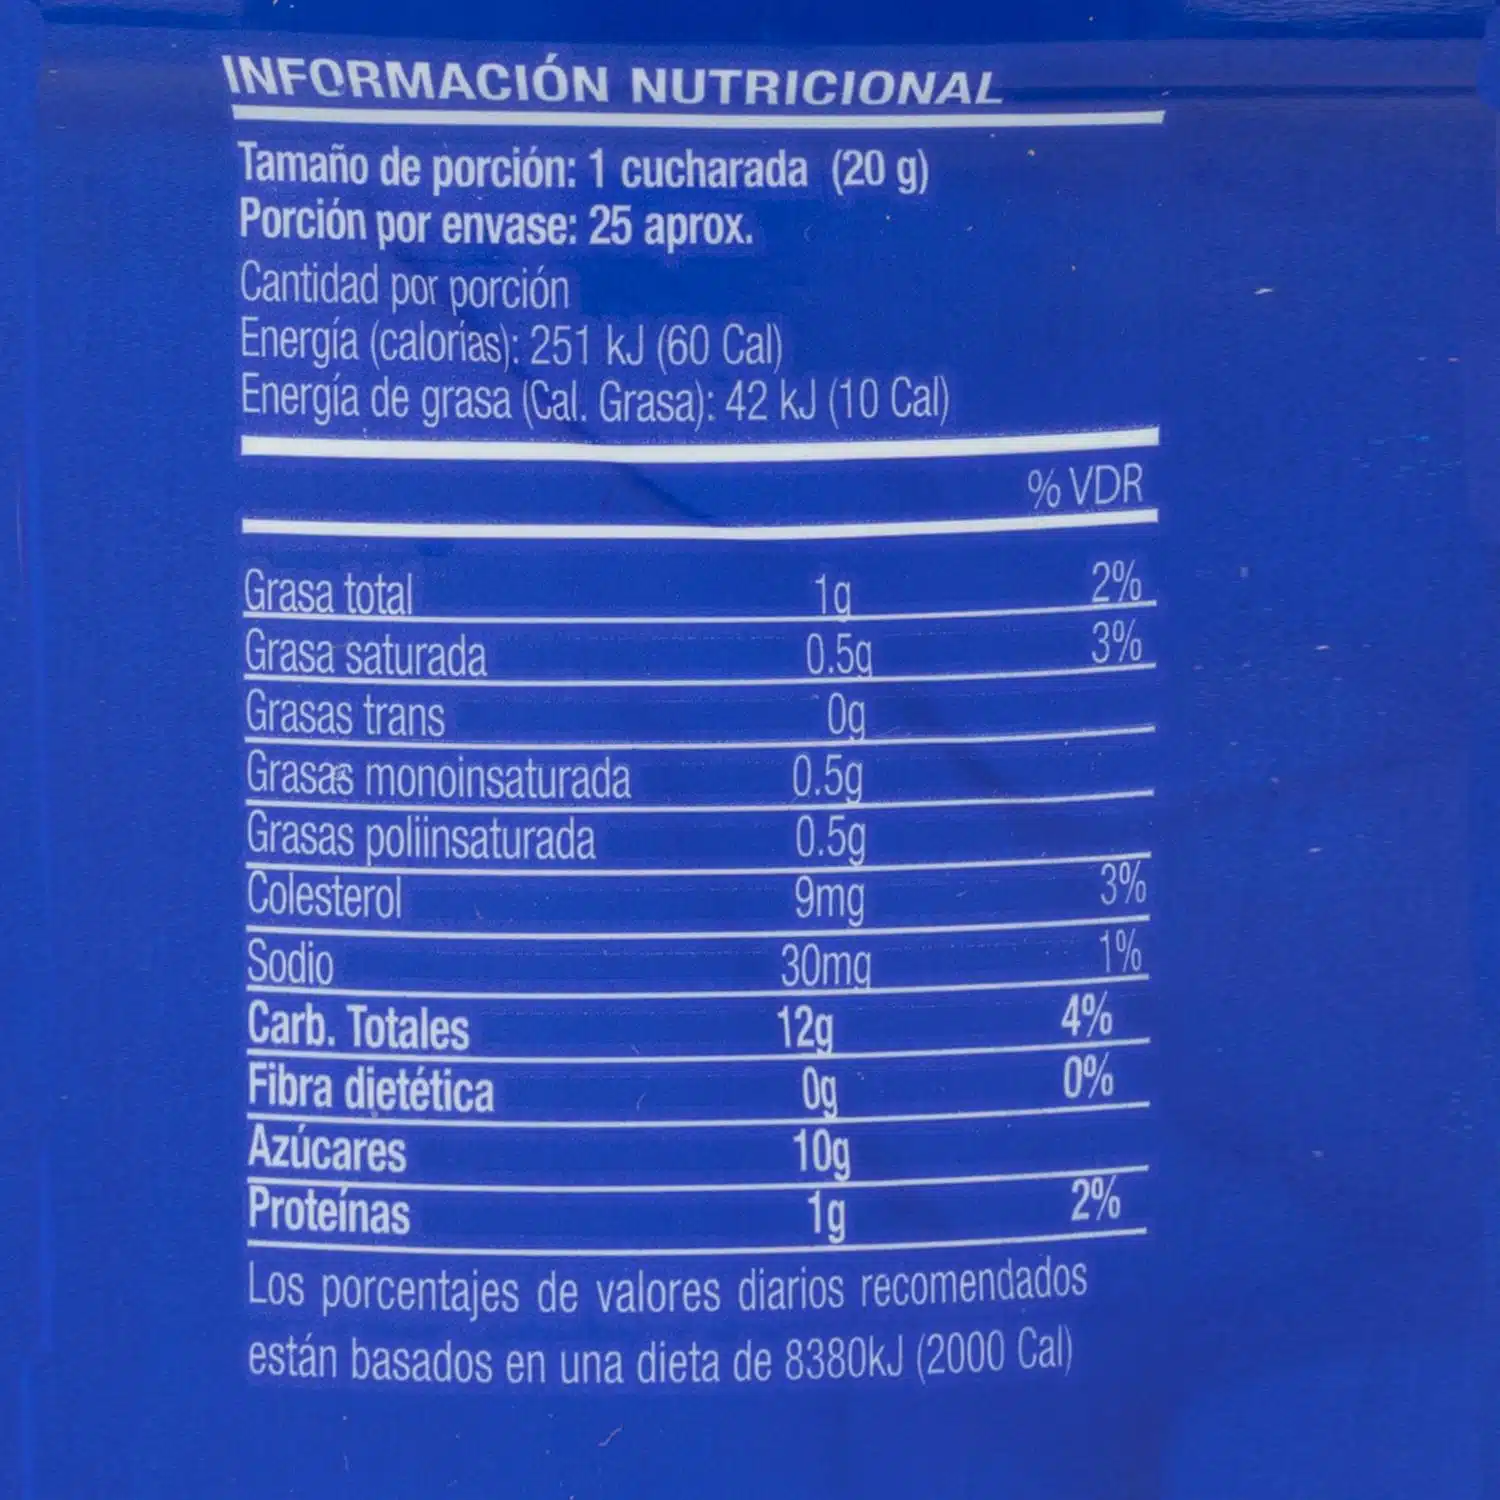 INFORMACIÓN NUTRICIONAL
Tamaño de porción: 1 cucharada (20 g)
Porción por envase: 25 aprox.
Cantidad por porción
Energía (calorías): 251 kJ (60 Cal)
Energía de grasa (Cal. Grasa): 42 kJ (10 Cal)
% VDR
Grasa total 1g 2%
Grasa saturada 0.5g 3%
Grasas trans 0g
Grasas monoinsaturada 0.5g
Grasas poliinsaturada 0.5g
Colesterol 9mg 3%
Sodio 30mg 1%
Carb. Totales 12g 4%
Fibra dietética 0g 0%
Azúcares 10g
Proteínas 1g 2%
Los porcentajes de valores diarios recomendados
están basados en una dieta de 8380kJ (2000 Cal)